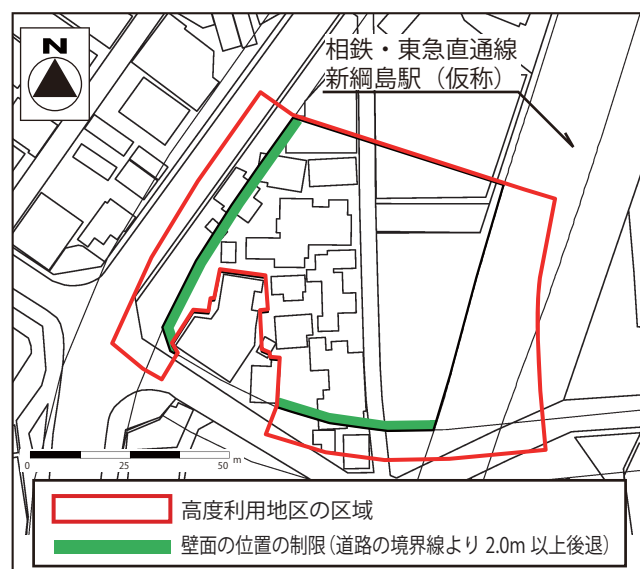 N
相鉄・東急直通線
新綱島駅（仮称）
0 25 50 m
高度利用地区の区域
壁面の位置の制限（道路の境界線より 2.0m 以上後退）